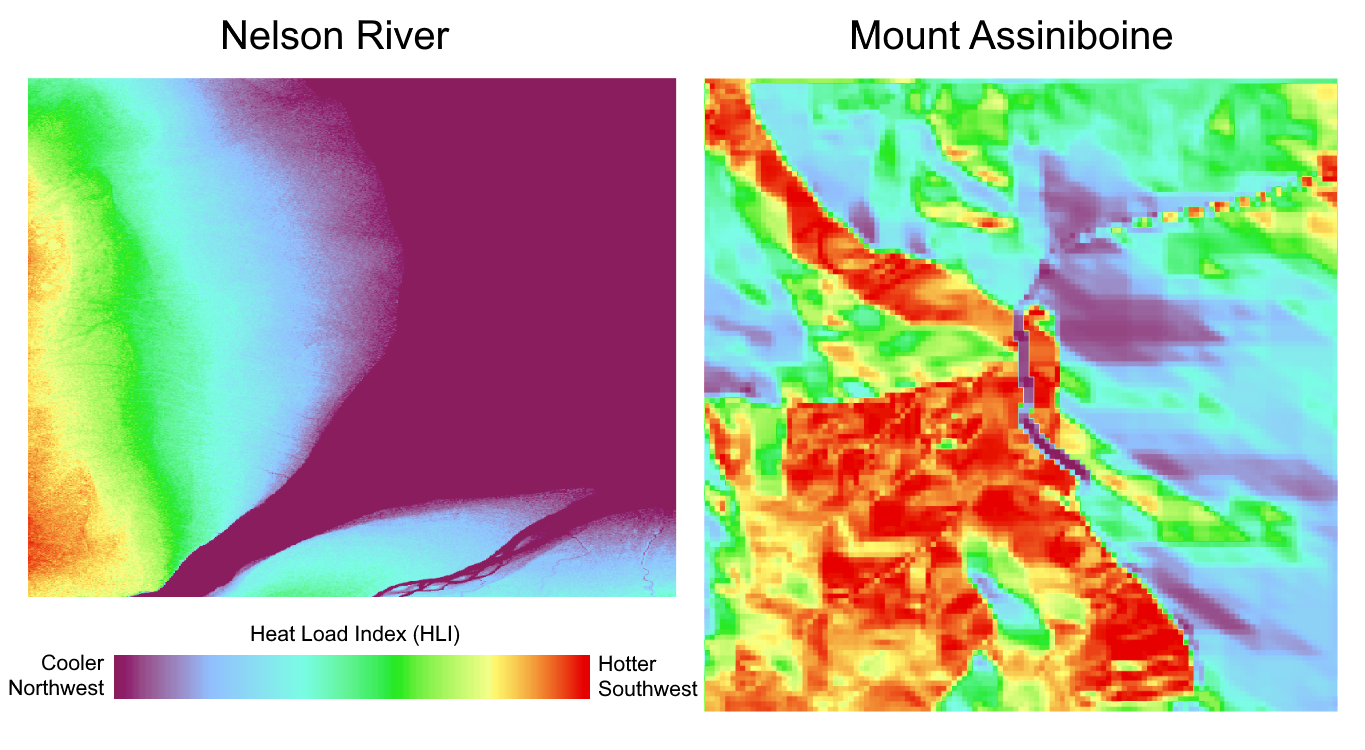 Nelson River
Mount Assiniboine
Heat Load Index (HLI)
Cooler
Northwest
Hotter
Southwest